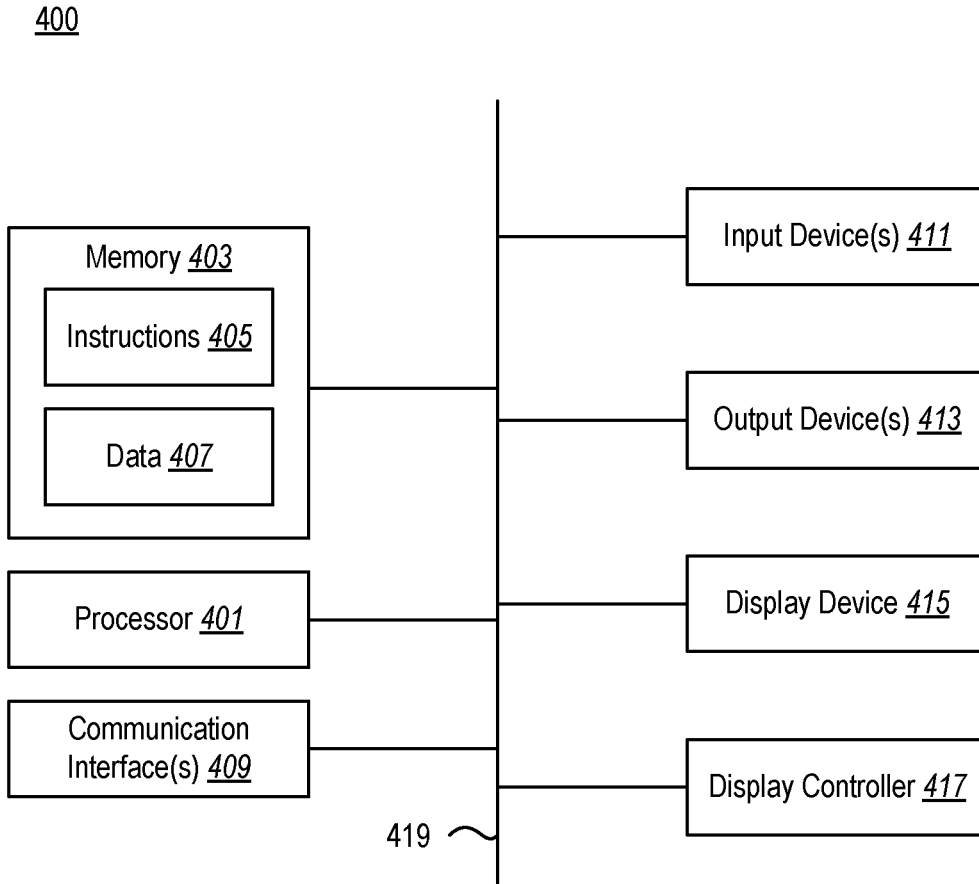 400
Memory 403
Instructions 405
Data 407
Processor 401
Communication
Interface(s) 409
Input Device(s) 411
Output Device(s) 413
Display Device 415
Display Controller 417
419